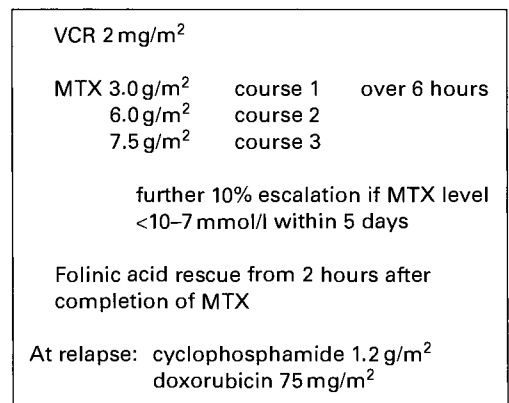 VCR 2 mg/m²
MTX 3.0 g/m² course 1 over 6 hours
6.0 g/m² course 2
7.5 g/m² course 3
further 10% escalation if MTX level
<10–7 mmol/l within 5 days
Folinic acid rescue from 2 hours after
completion of MTX
At relapse: cyclophosphamide 1.2 g/m²
doxorubicin 75 mg/m²